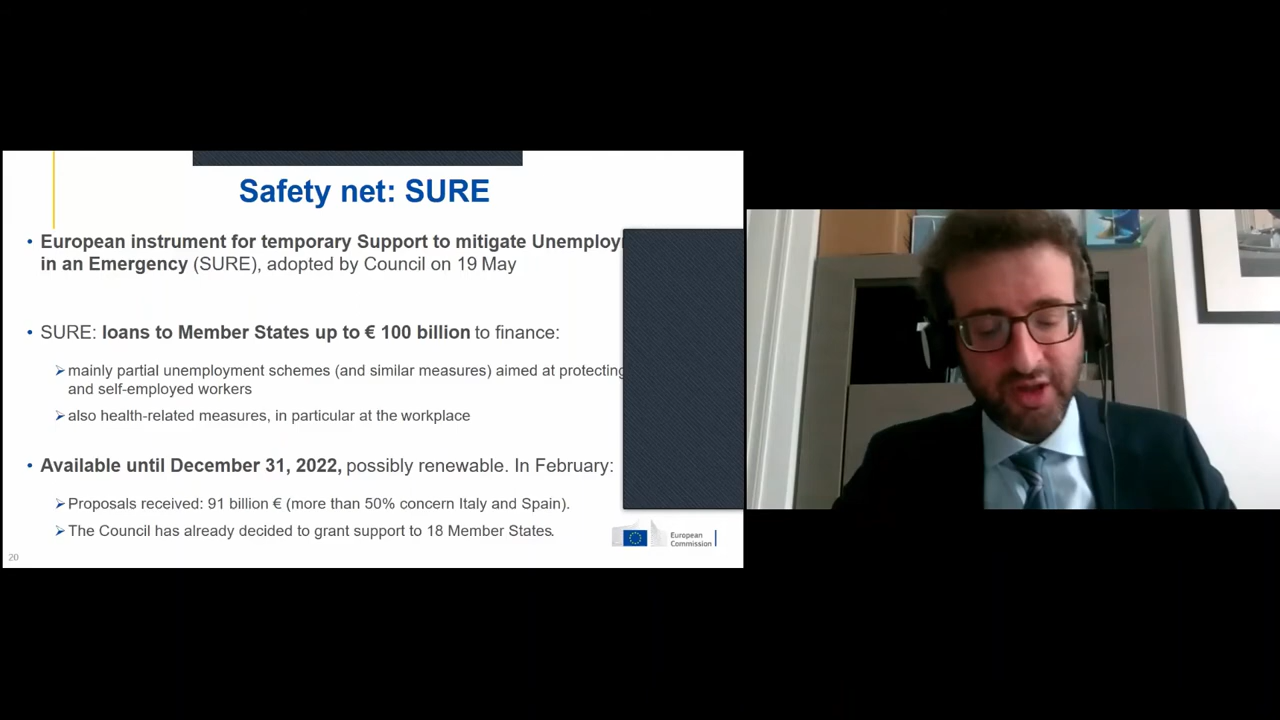 Safety net: SURE
• European instrument for temporary Support to mitigate
in an Emergency (SURE), adopted by Council on 19 May
• SURE: loans to Member States up to € 100 billion to finance:
➢ mainly partial unemployment schemes (and similar measures) aimed at protecting
and self-employed workers
➢ also health-related measures, in particular at the workplace
• Available until December 31, 2022, possibly renewable. In February:
➢ Proposals received: 91 billion € (more than 50% concern Italy and Spain).
➢ The Council has already decided to grant support to 18 Member States.
European
Commission
20